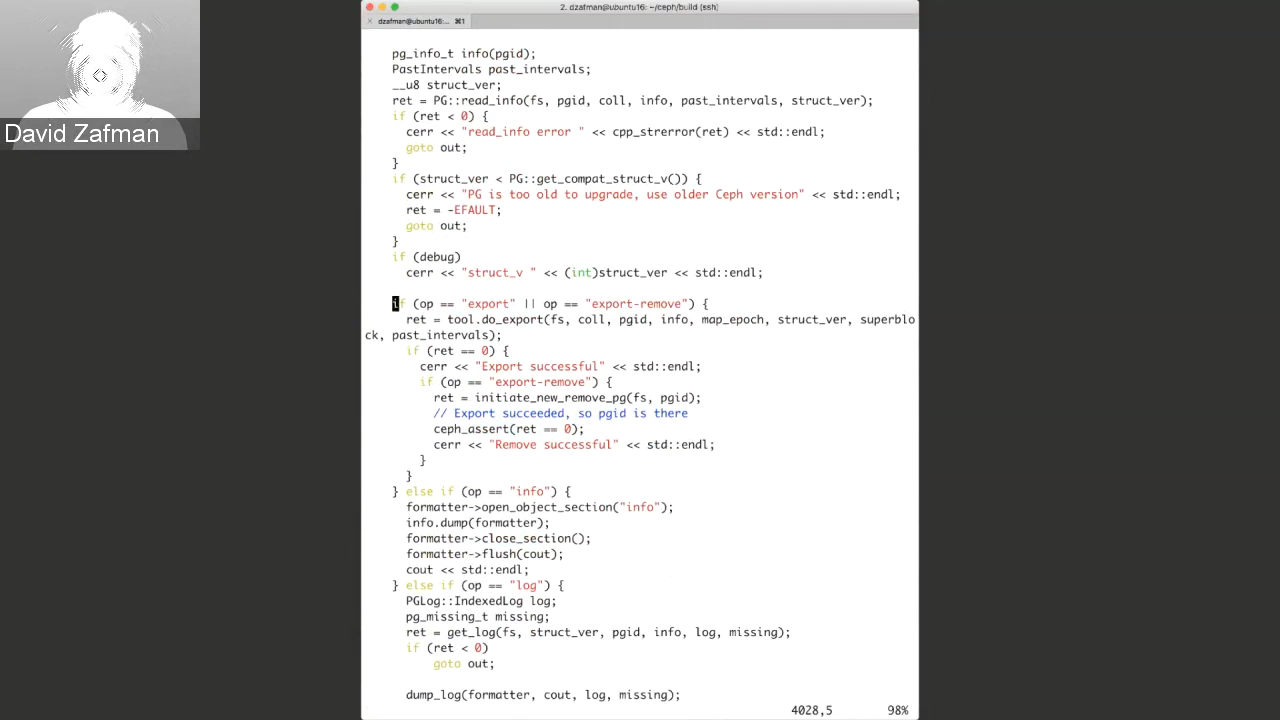 2. dzafman@ubuntu16: ~/ceph/build (ssh)
× dzafman@ubuntu16:... ⌘1
David Zafman
pg_info_t info(pgid);
PastIntervals past_intervals;
__u8 struct_ver;
ret = PG::read_info(fs, pgid, coll, info, past_intervals, struct_ver);
if (ret < 0) {
cerr << "read_info error " << cpp_strerror(ret) << std::endl;
goto out;
}
if (struct_ver < PG::get_compat_struct_v()) {
cerr << "PG is too old to upgrade, use older Ceph version" << std::endl;
ret = -EFAULT;
goto out;
}
if (debug)
cerr << "struct_v " << (int)struct_ver << std::endl;
if (op == "export" || op == "export-remove") {
ret = tool.do_export(fs, coll, pgid, info, map_epoch, struct_ver, superblo
ck, past_intervals);
if (ret == 0) {
cerr << "Export successful" << std::endl;
if (op == "export-remove") {
ret = initiate_new_remove_pg(fs, pgid);
// Export succeeded, so pgid is there
ceph_assert(ret == 0);
cerr << "Remove successful" << std::endl;
}
}
} else if (op == "info") {
formatter->open_object_section("info");
info.dump(formatter);
formatter->close_section();
formatter->flush(cout);
cout << std::endl;
} else if (op == "log") {
PGLog::IndexedLog log;
pg_missing_t missing;
ret = get_log(fs, struct_ver, pgid, info, log, missing);
if (ret < 0)
goto out;
dump_log(formatter, cout, log, missing);
4028,5 98%